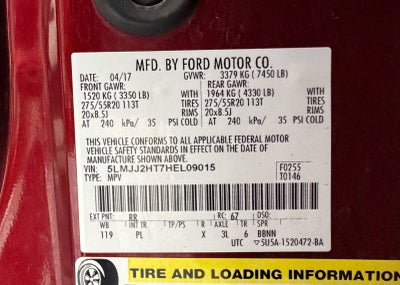 MFD. BY FORD MOTOR CO.
DATE: 04/17 GVWR: 3379 KG (7450 LB)
FRONT GAWR: REAR GAWR:
1520 KG (3350 LB) WITH 1964 KG (4330 LB)
275/55R20 113T TIRES 275/55R20 113T
20x8.5J RIMS 20x8.5J
AT 240 kPa/ 35 PSI COLD AT 240 kPa/ 35 PSI COLD
THIS VEHICLE CONFORMS TO ALL APPLICABLE FEDERAL MOTOR
VEHICLE SAFETY STANDARDS IN EFFECT ON THE DATE OF
MANUFACTURE SHOWN ABOVE.
VIN: 5LMJJ2HT7HEL09015 F0255
TYPE: MPV T0146
EXT PNT: RR RC: 67 DSO:
WB INT TR TP/PS R AXLE TR SPR
119 PL X 3L 6 BBNN
UTC ▽5U5A-1520472-BA
TIRE AND LOADING INFORMATION